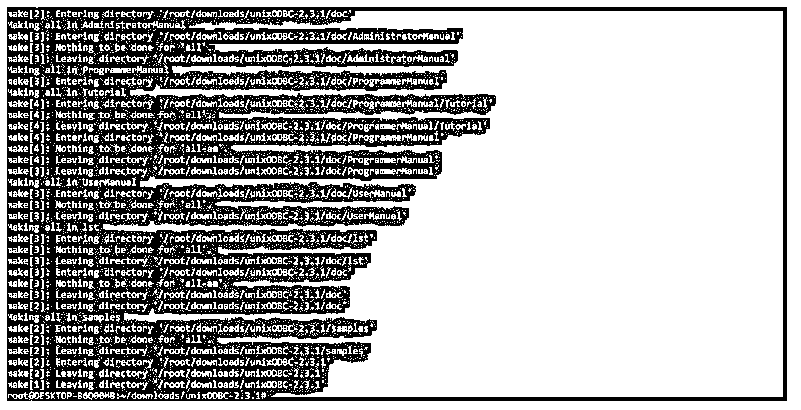 make[2]: Entering directory '/root/downloads/unixODBC-2.3.1/doc'
Making all in AdministratorManual
make[3]: Entering directory '/root/downloads/unixODBC-2.3.1/doc/AdministratorManual'
make[3]: Nothing to be done for 'all'.
make[3]: Leaving directory '/root/downloads/unixODBC-2.3.1/doc/AdministratorManual'
Making all in ProgrammerManual
make[3]: Entering directory '/root/downloads/unixODBC-2.3.1/doc/ProgrammerManual'
Making all in Tutorial
make[4]: Entering directory '/root/downloads/unixODBC-2.3.1/doc/ProgrammerManual/Tutorial'
make[4]: Nothing to be done for 'all'.
make[4]: Leaving directory '/root/downloads/unixODBC-2.3.1/doc/ProgrammerManual/Tutorial'
make[4]: Entering directory '/root/downloads/unixODBC-2.3.1/doc/ProgrammerManual'
make[4]: Nothing to be done for 'all-am'.
make[4]: Leaving directory '/root/downloads/unixODBC-2.3.1/doc/ProgrammerManual'
make[3]: Leaving directory '/root/downloads/unixODBC-2.3.1/doc/ProgrammerManual'
Making all in UserManual
make[3]: Entering directory '/root/downloads/unixODBC-2.3.1/doc/UserManual'
make[3]: Nothing to be done for 'all'.
make[3]: Leaving directory '/root/downloads/unixODBC-2.3.1/doc/UserManual'
Making all in lst
make[3]: Entering directory '/root/downloads/unixODBC-2.3.1/doc/lst'
make[3]: Nothing to be done for 'all'.
make[3]: Leaving directory '/root/downloads/unixODBC-2.3.1/doc/lst'
make[3]: Entering directory '/root/downloads/unixODBC-2.3.1/doc'
make[3]: Nothing to be done for 'all-am'.
make[3]: Leaving directory '/root/downloads/unixODBC-2.3.1/doc'
make[2]: Leaving directory '/root/downloads/unixODBC-2.3.1/doc'
Making all in samples
make[2]: Entering directory '/root/downloads/unixODBC-2.3.1/samples'
make[2]: Nothing to be done for 'all'.
make[2]: Leaving directory '/root/downloads/unixODBC-2.3.1/samples'
make[2]: Entering directory '/root/downloads/unixODBC-2.3.1'
make[2]: Leaving directory '/root/downloads/unixODBC-2.3.1'
make[1]: Leaving directory '/root/downloads/unixODBC-2.3.1'
:~/downloads/unixODBC-2.3.1#